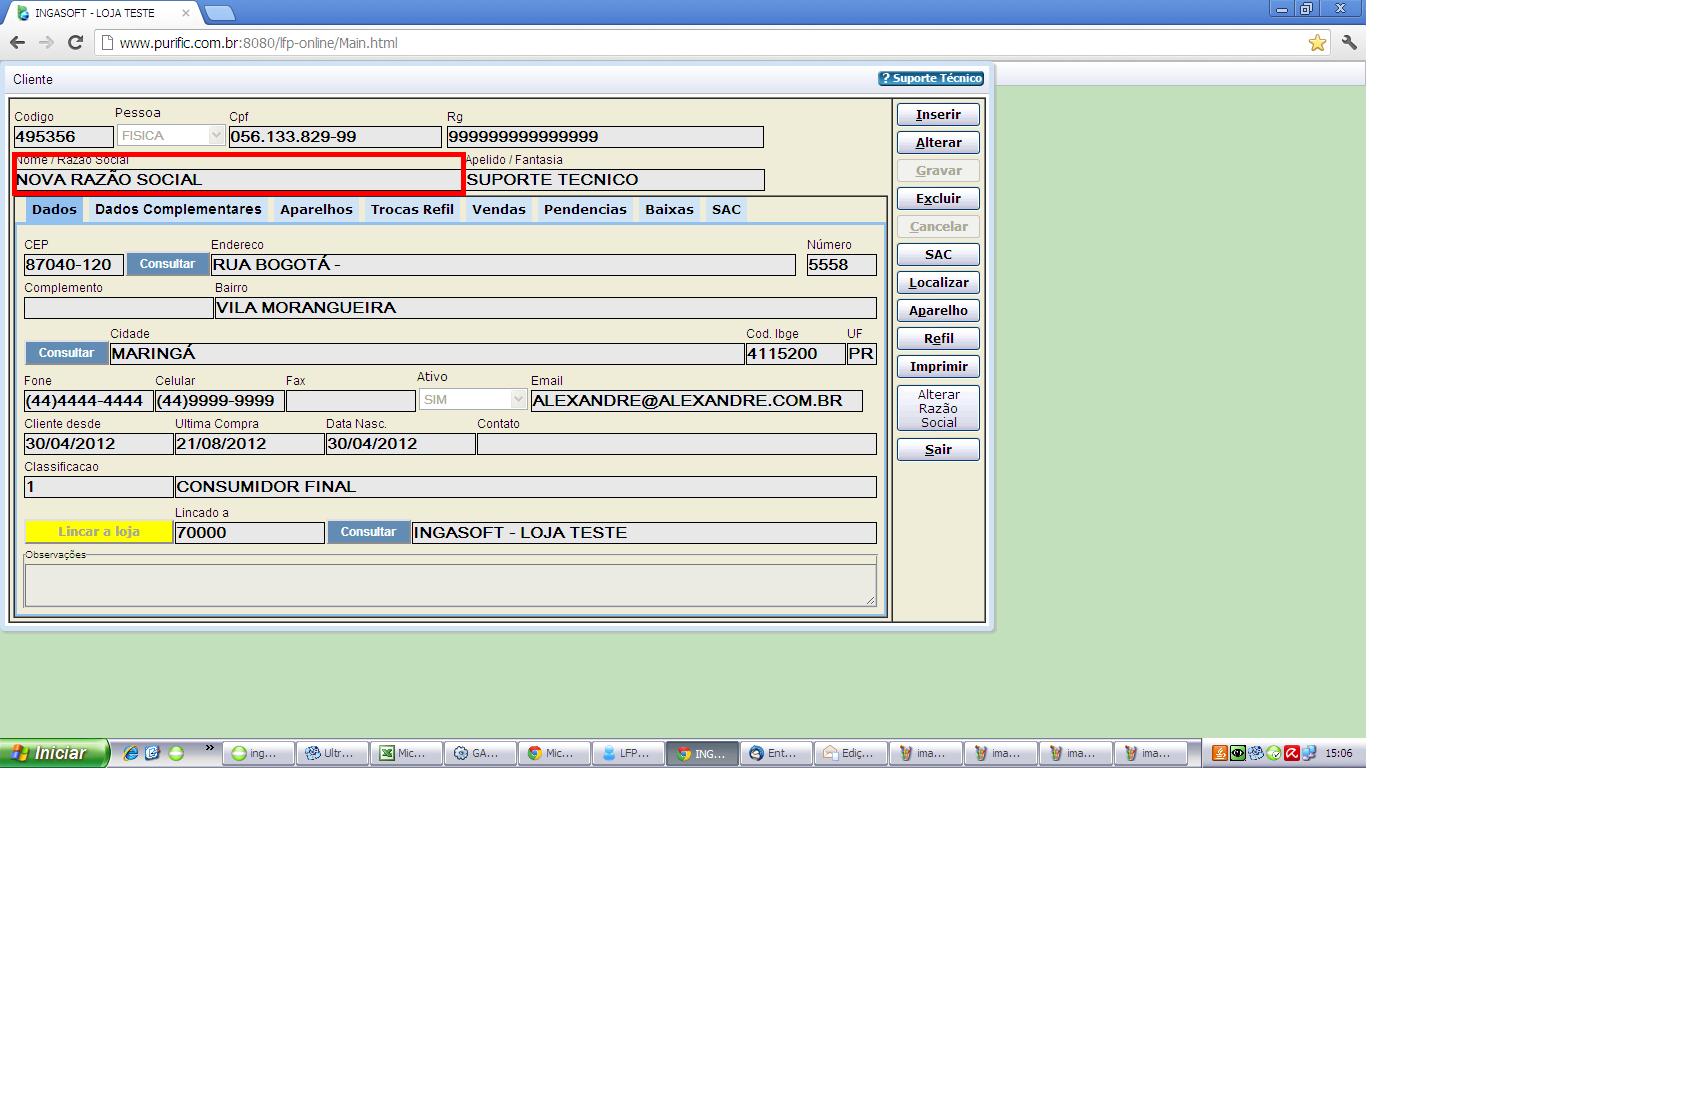 INGASOFT - LOJA TESTE
www.purific.com.br:8080/lfp-online/Main.html
Cliente
? Suporte Técnico
Codigo Pessoa Cpf Rg
495356 FISICA 056.133.829-99 999999999999999
Nome / Razao Social Apelido / Fantasia
NOVA RAZÃO SOCIAL SUPORTE TECNICO
Dados Dados Complementares Aparelhos Trocas Refil Vendas Pendencias Baixas SAC
CEP Endereco Número
87040-120 Consultar RUA BOGOTÁ - 5558
Complemento Bairro
VILA MORANGUEIRA
Cidade Cod. Ibge UF
Consultar MARINGÁ 4115200 PR
Fone Celular Fax Ativo Email
(44)4444-4444 (44)9999-9999 SIM ALEXANDRE@ALEXANDRE.COM.BR
Cliente desde Ultima Compra Data Nasc. Contato
30/04/2012 21/08/2012 30/04/2012
Classificacao
1 CONSUMIDOR FINAL
Lincado a
Lincar a loja 70000 Consultar INGASOFT - LOJA TESTE
Observações
Inserir
Alterar
Gravar
Excluir
Cancelar
SAC
Localizar
Aparelho
Refil
Imprimir
Alterar
Razão
Social
Sair
Iniciar » ing... Ultr... Mic... GA... Mic... LFP... ING... Ent... Ediç... ima... ima... ima... ima... 15:06